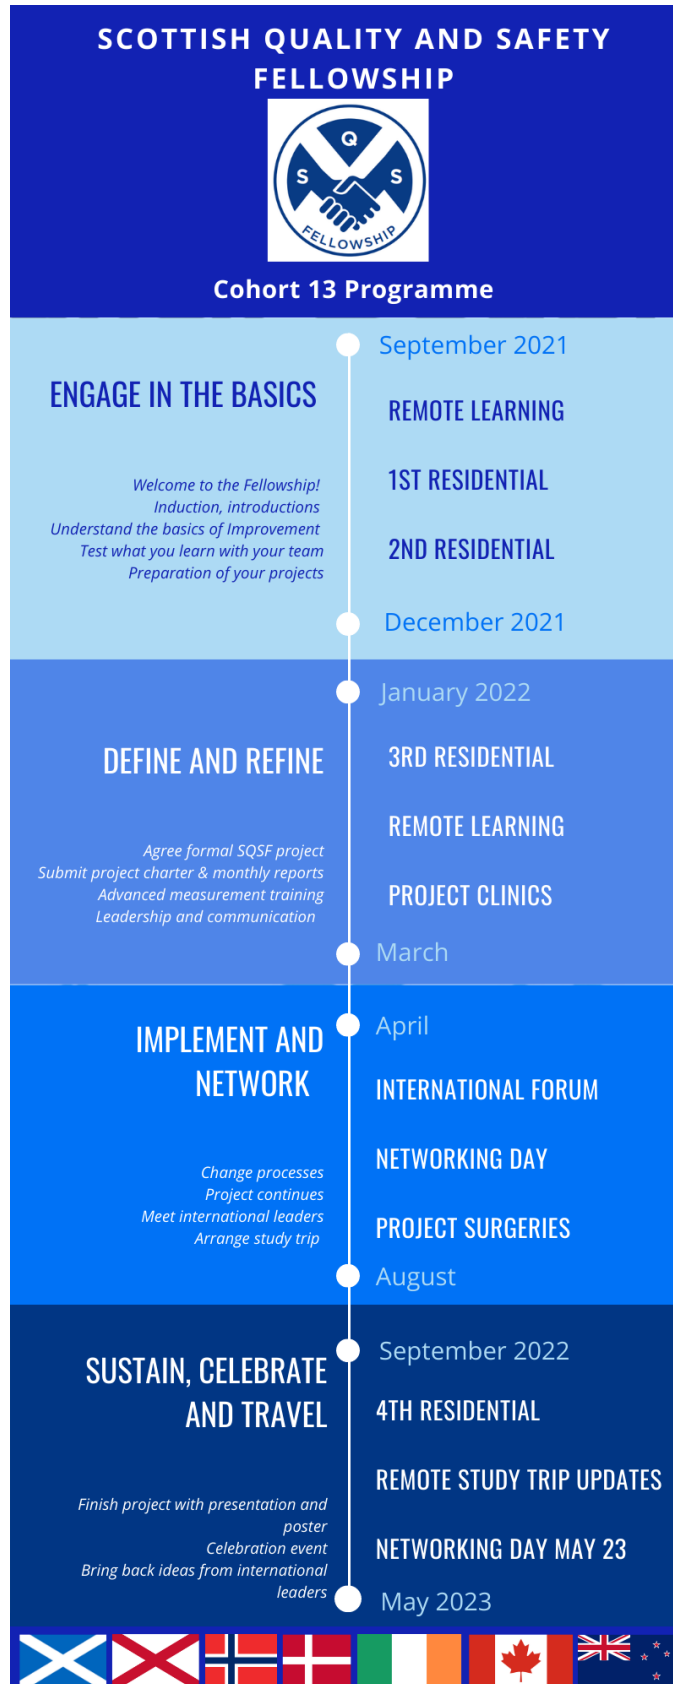 SCOTTISH QUALITY AND SAFETY
FELLOWSHIP
Q
S S
FELLOWSHIP
Cohort 13 Programme
September 2021
ENGAGE IN THE BASICS
REMOTE LEARNING
1ST RESIDENTIAL
2ND RESIDENTIAL
Welcome to the Fellowship!
Induction, introductions
Understand the basics of Improvement
Test what you learn with your team
Preparation of your projects
December 2021
January 2022
DEFINE AND REFINE
3RD RESIDENTIAL
REMOTE LEARNING
PROJECT CLINICS
Agree formal SQSF project
Submit project charter & monthly reports
Advanced measurement training
Leadership and communication
March
April
IMPLEMENT AND
NETWORK
INTERNATIONAL FORUM
NETWORKING DAY
PROJECT SURGERIES
Change processes
Project continues
Meet international leaders
Arrange study trip
August
September 2022
SUSTAIN, CELEBRATE
AND TRAVEL
4TH RESIDENTIAL
REMOTE STUDY TRIP UPDATES
NETWORKING DAY MAY 23
Finish project with presentation and
poster
Celebration event
Bring back ideas from international
leaders
May 2023